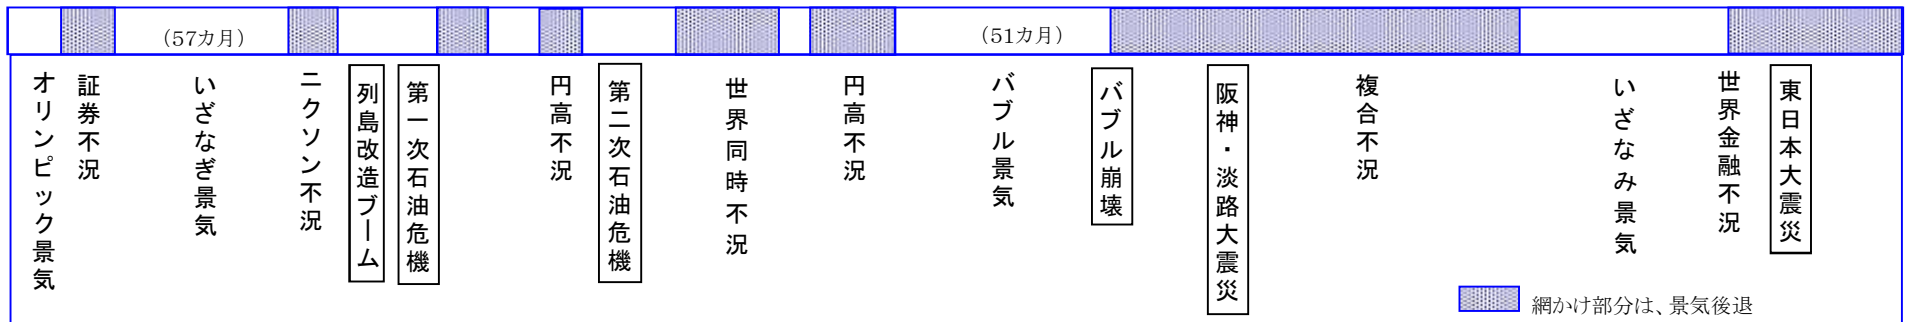 (57カ月)
(51カ月)
オリンピック景気
証券不況
いざなぎ景気
ニクソン不況
列島改造ブーム
第一次石油危機
円高不況
第二次石油危機
世界同時不況
円高不況
バブル景気
バブル崩壊
阪神・淡路大震災
複合不況
いざなみ景気
世界金融不況
東日本大震災
網かけ部分は、景気後退